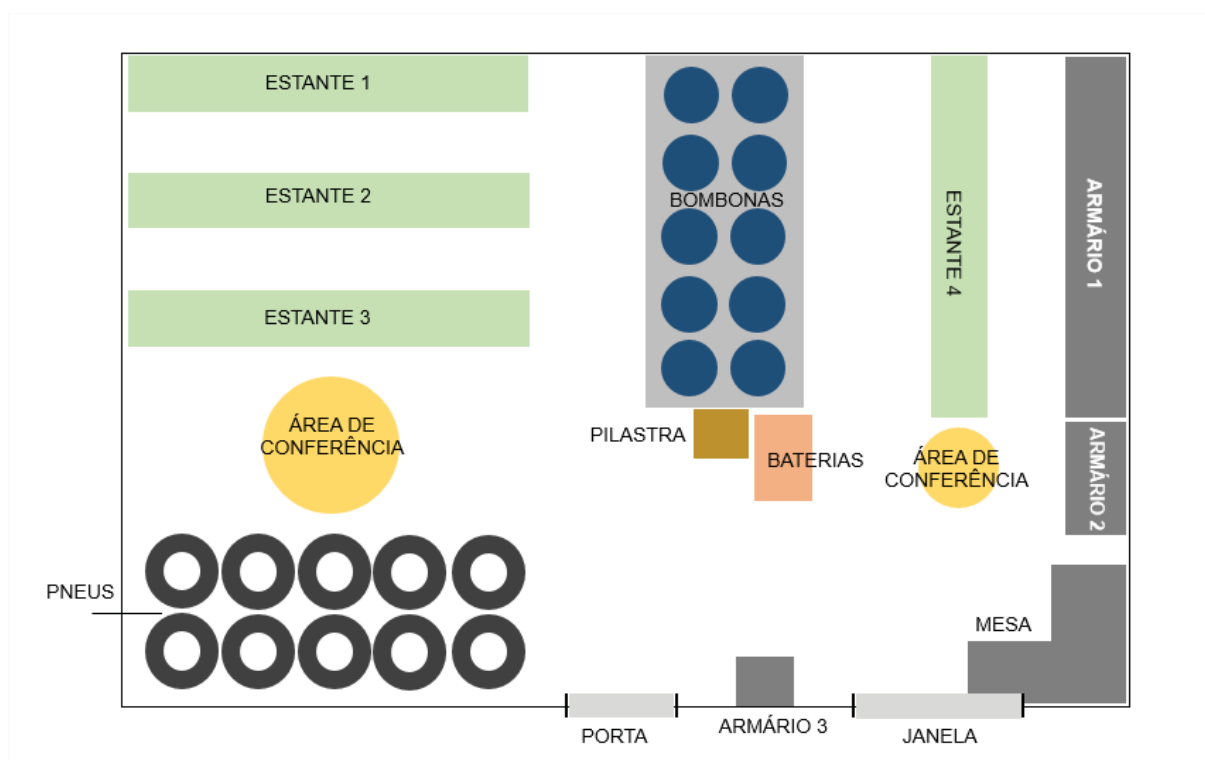 ESTANTE 1
ESTANTE 2
ESTANTE 3
BOMBONAS
ESTANTE 4
ARMÁRIO 1
ÁREA DE
CONFERÊNCIA
PILASTRA
BATERIAS
ÁREA DE
CONFERÊNCIA
ARMÁRIO 2
PNEUS
MESA
PORTA
ARMÁRIO 3
JANELA